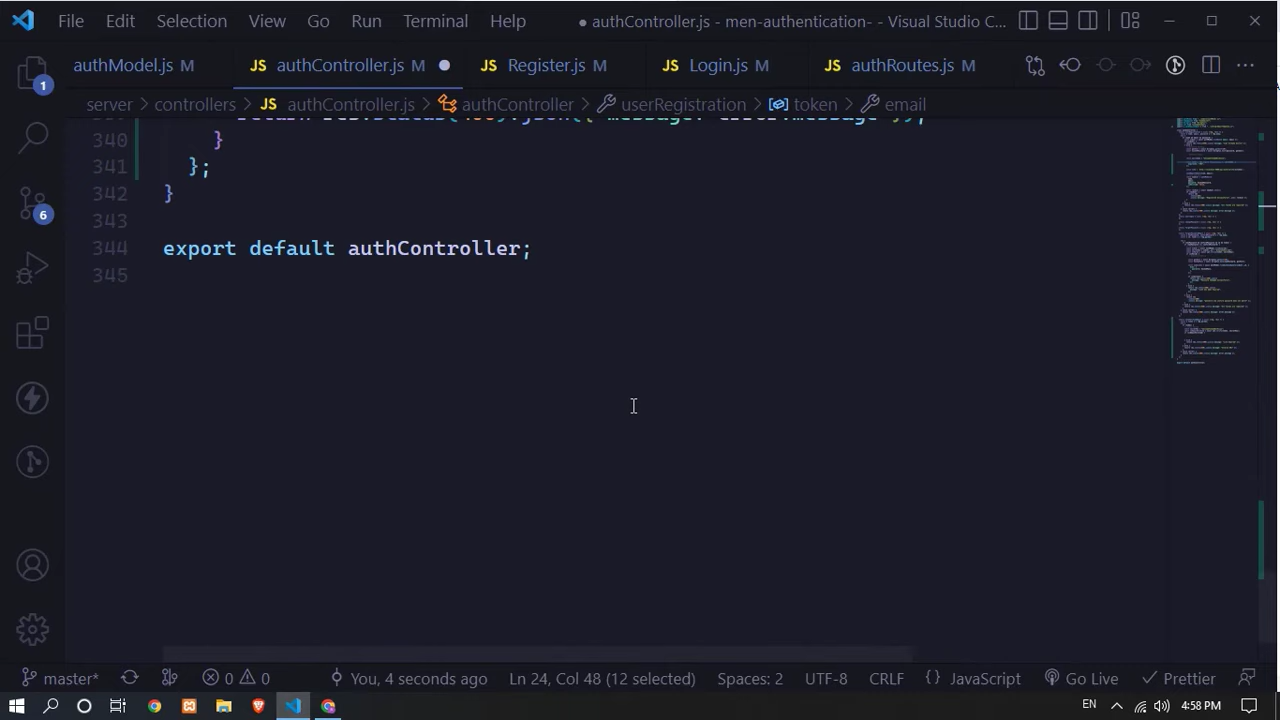 File Edit Selection View Go Run Terminal Help ● authController.js - men-authentication- - Visual Studio C...
authModel.js M JS authController.js M ● JS Register.js M JS Login.js M JS authRoutes.js M ...
server > controllers > JS authController.js > authController > userRegistration > token > email
340 }
341 };
342 }
343
344 export default authController;
345
1
6
master* 0 0 You, 4 seconds ago Ln 24, Col 48 (12 selected) Spaces: 2 UTF-8 CRLF {} JavaScript Go Live Prettier
EN 4:58 PM